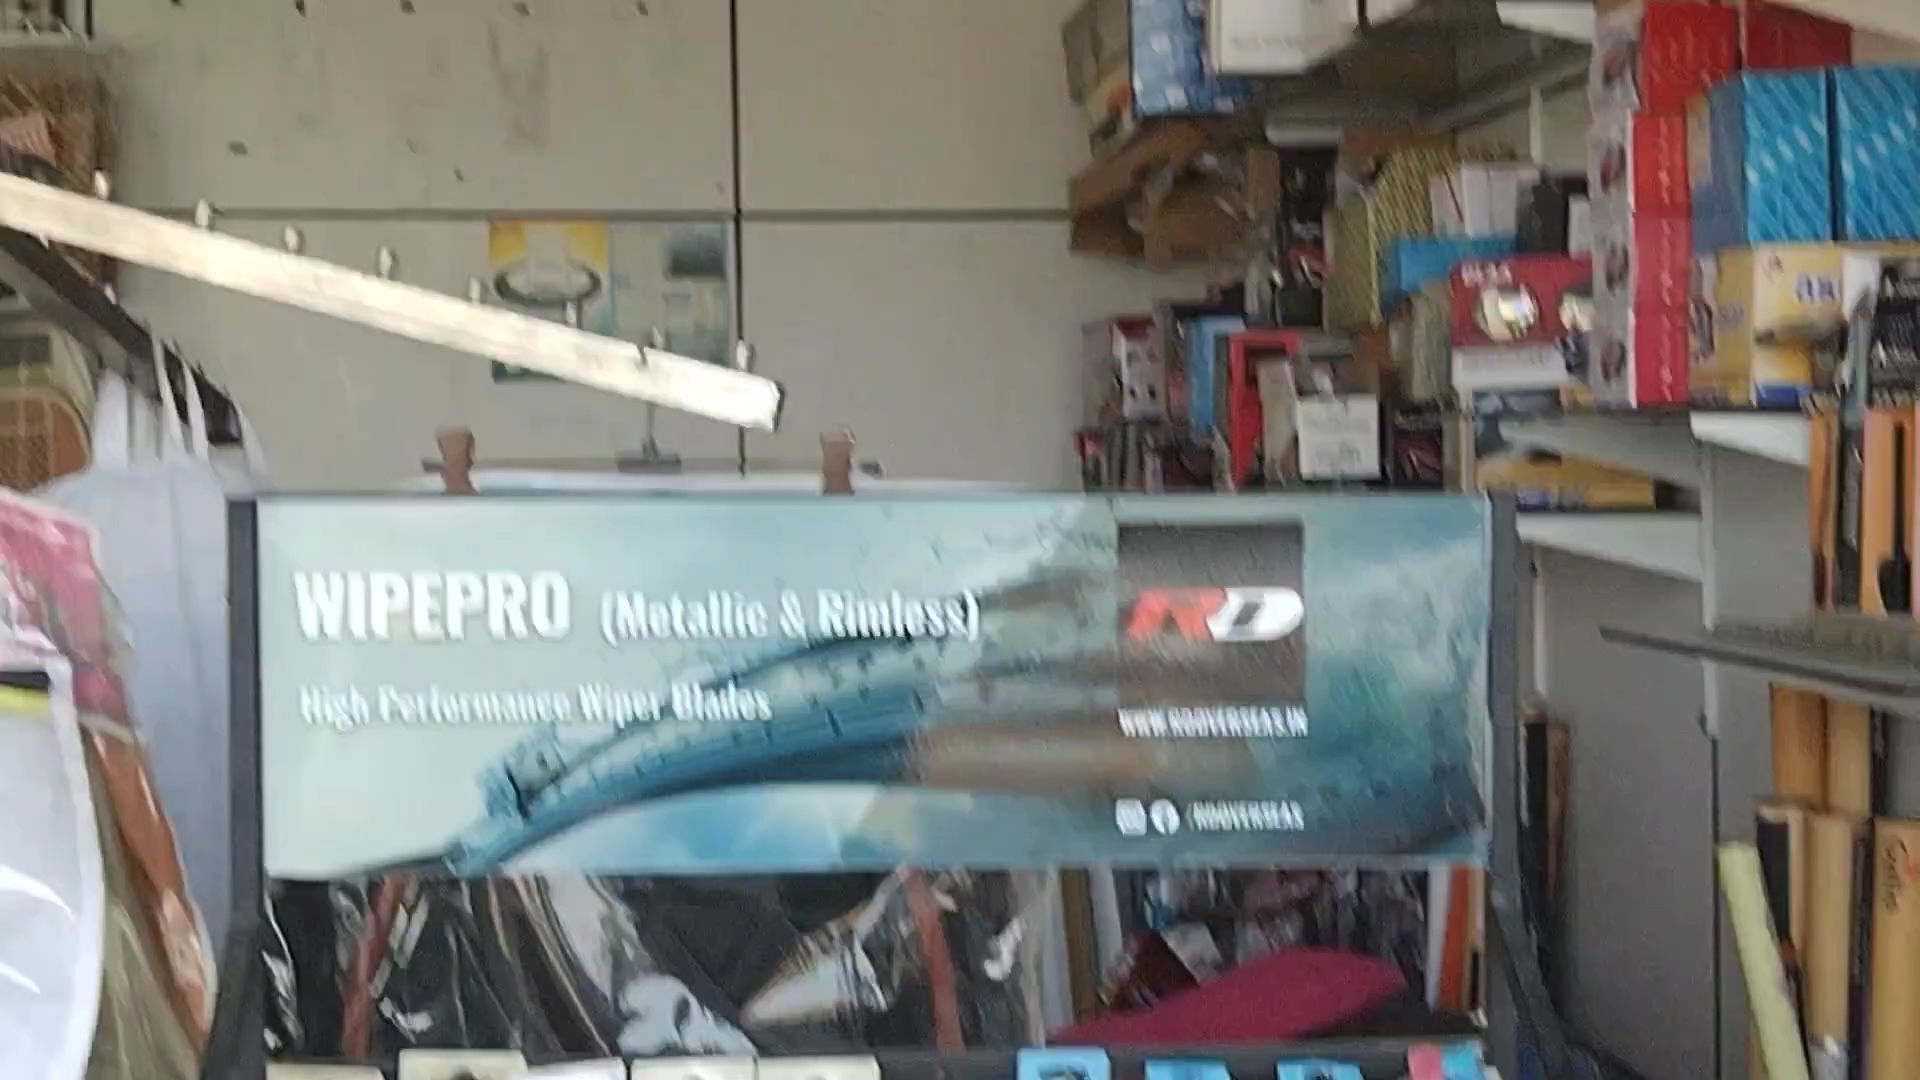 WIPEPRO (Metallic & Rimless)
High Performance Wiper Blades
RD
WWW.RDOVERSEAS.IN
/RDOVERSEAS